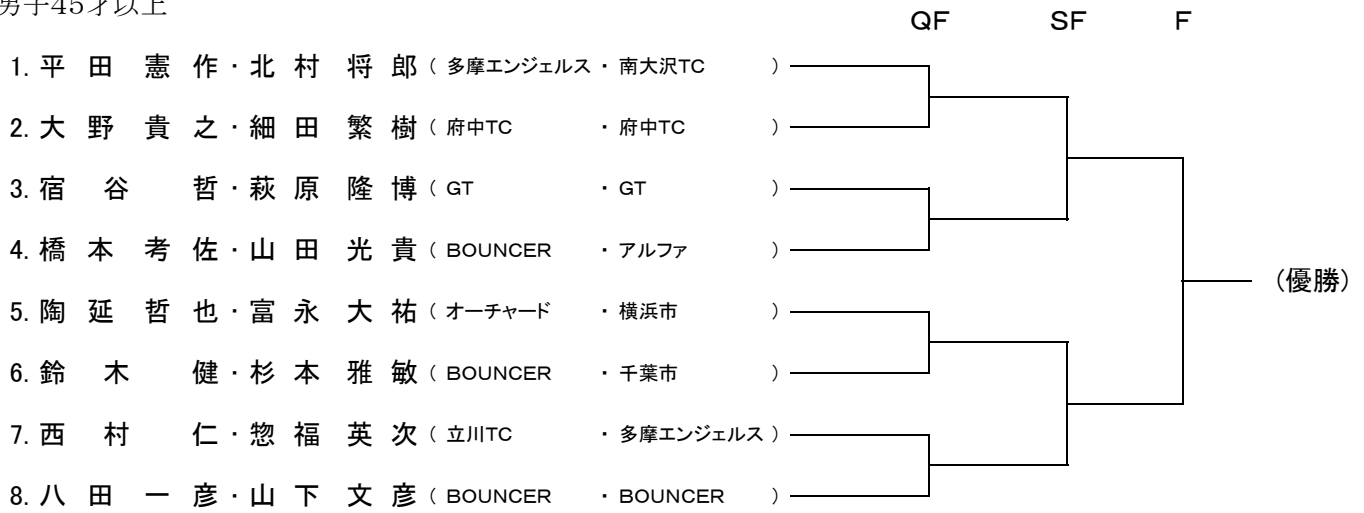 男子45才以上
QF SF F
1. 平田 憲作・北村 将郎 ( 多摩エンジェルス ・ 南大沢TC )
2. 大野 貴之・細田 繁樹 ( 府中TC ・ 府中TC )
3. 宿谷 哲・萩原 隆博 ( GT ・ GT )
4. 橋本 考佐・山田 光貴 ( BOUNCER ・ アルファ )
(優勝)
5. 陶延 哲也・富永 大祐 ( オーチャード ・ 横浜市 )
6. 鈴木 健・杉本 雅敏 ( BOUNCER ・ 千葉市 )
7. 西村 仁・惣福 英次 ( 立川TC ・ 多摩エンジェルス )
8. 八田 一彦・山下 文彦 ( BOUNCER ・ BOUNCER )